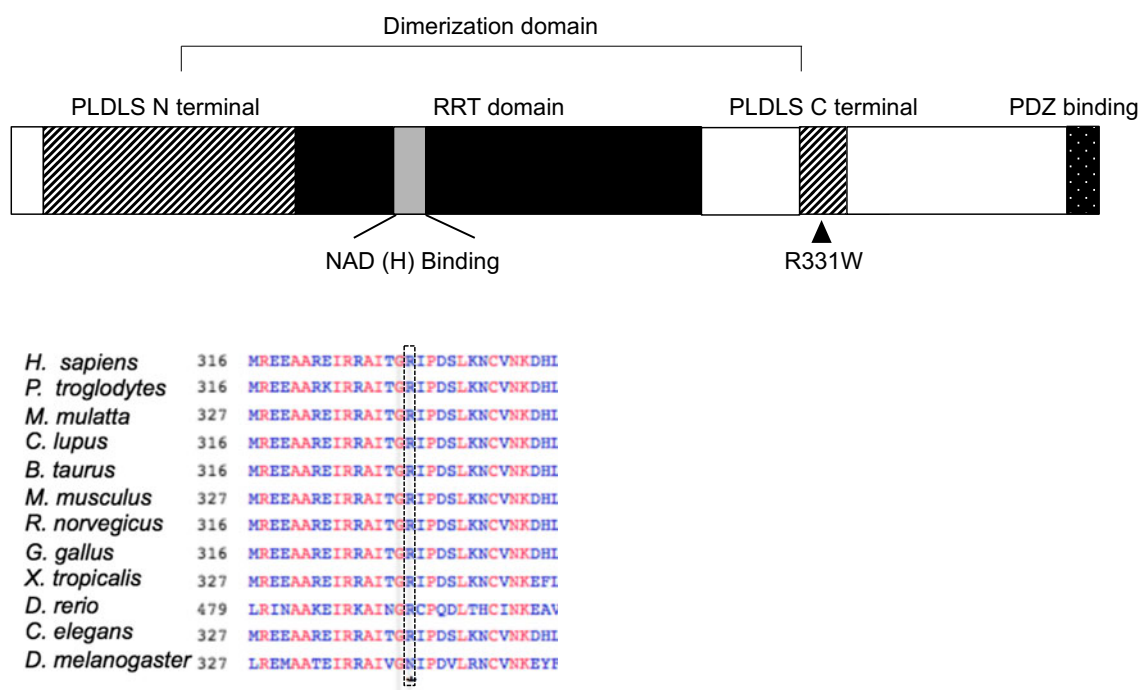 Dimerization domain
PLDLS N terminal RRT domain PLDLS C terminal PDZ binding
NAD (H) Binding R331W
H. sapiens 316 MREEAAREIRRAITGRIPDSLKNCVNKDHL
P. troglodytes 316 MREEAARKIRRAITGRIPDSLKNCVNKDHL
M. mulatta 327 MREEAAREIRRAITGRIPDSLKNCVNKDHL
C. lupus 316 MREEAAREIRRAITGRIPDSLKNCVNKDHL
B. taurus 316 MREEAAREIRRAITGRIPDSLKNCVNKDHL
M. musculus 327 MREEAAREIRRAITGRIPDSLKNCVNKDHL
R. norvegicus 316 MREEAAREIRRAITGRIPDSLKNCVNKDHL
G. gallus 316 MREEAAREIRRAITGRIPDSLKNCVNKDHL
X. tropicalis 327 MREEAAREIRRAITGRIPDSLKNCVNKEFL
D. rerio 479 LRINAAKEIRKAINGRCPQDLTHCINKEAV
C. elegans 327 MREEAAREIRRAITGRIPDSLKNCVNKDHL
D. melanogaster 327 LREMAATEIRRAIVGNIPDVLRNCVNKEYF